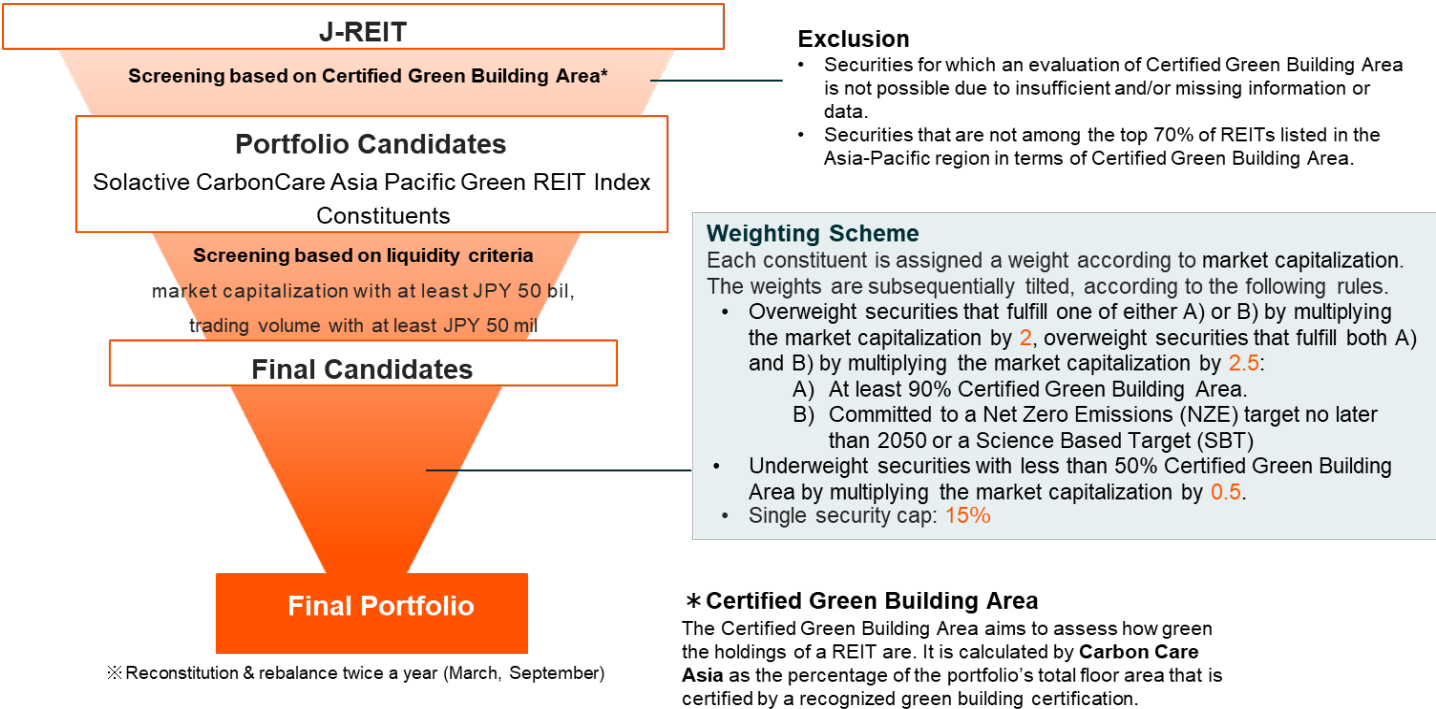 J-REIT
Screening based on Certified Green Building Area*
Portfolio Candidates
Solactive CarbonCare Asia Pacific Green REIT Index
Constituents
Screening based on liquidity criteria
market capitalization with at least JPY 50 bil,
trading volume with at least JPY 50 mil
Final Candidates
Final Portfolio
※Reconstitution & rebalance twice a year (March, September)
Exclusion
• Securities for which an evaluation of Certified Green Building Area
is not possible due to insufficient and/or missing information or
data.
• Securities that are not among the top 70% of REITs listed in the
Asia-Pacific region in terms of Certified Green Building Area.
Weighting Scheme
Each constituent is assigned a weight according to market capitalization.
The weights are subsequentially tilted, according to the following rules.
• Overweight securities that fulfill one of either A) or B) by multiplying
the market capitalization by 2, overweight securities that fulfill both A)
and B) by multiplying the market capitalization by 2.5:
A) At least 90% Certified Green Building Area.
B) Committed to a Net Zero Emissions (NZE) target no later
than 2050 or a Science Based Target (SBT)
• Underweight securities with less than 50% Certified Green Building
Area by multiplying the market capitalization by 0.5.
• Single security cap: 15%
＊Certified Green Building Area
The Certified Green Building Area aims to assess how green
the holdings of a REIT are. It is calculated by Carbon Care
Asia as the percentage of the portfolio's total floor area that is
certified by a recognized green building certification.